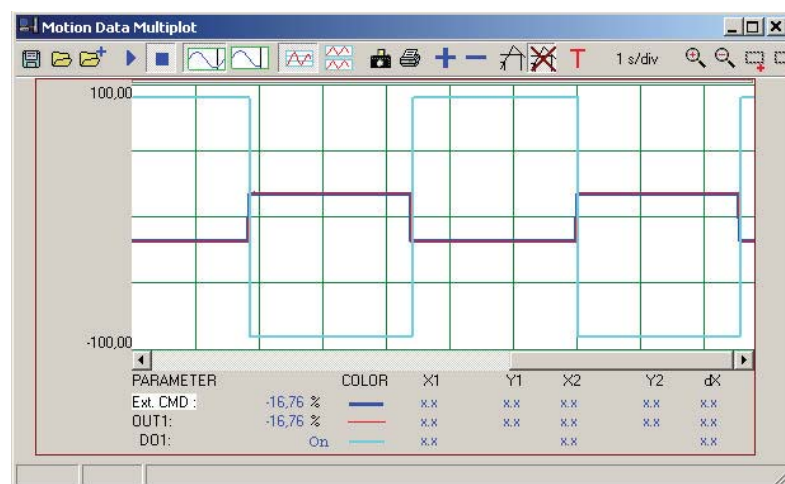 Motion Data Multiplot
T 1 s/div
100,00
-100,00
PARAMETER COLOR X1 Y1 X2 Y2 dX
Ext. CMD : -16,76 % x.x x.x x.x x.x x.x
OUT1: -16,76 % x.x x.x x.x x.x x.x
DO1: On x.x x.x x.x